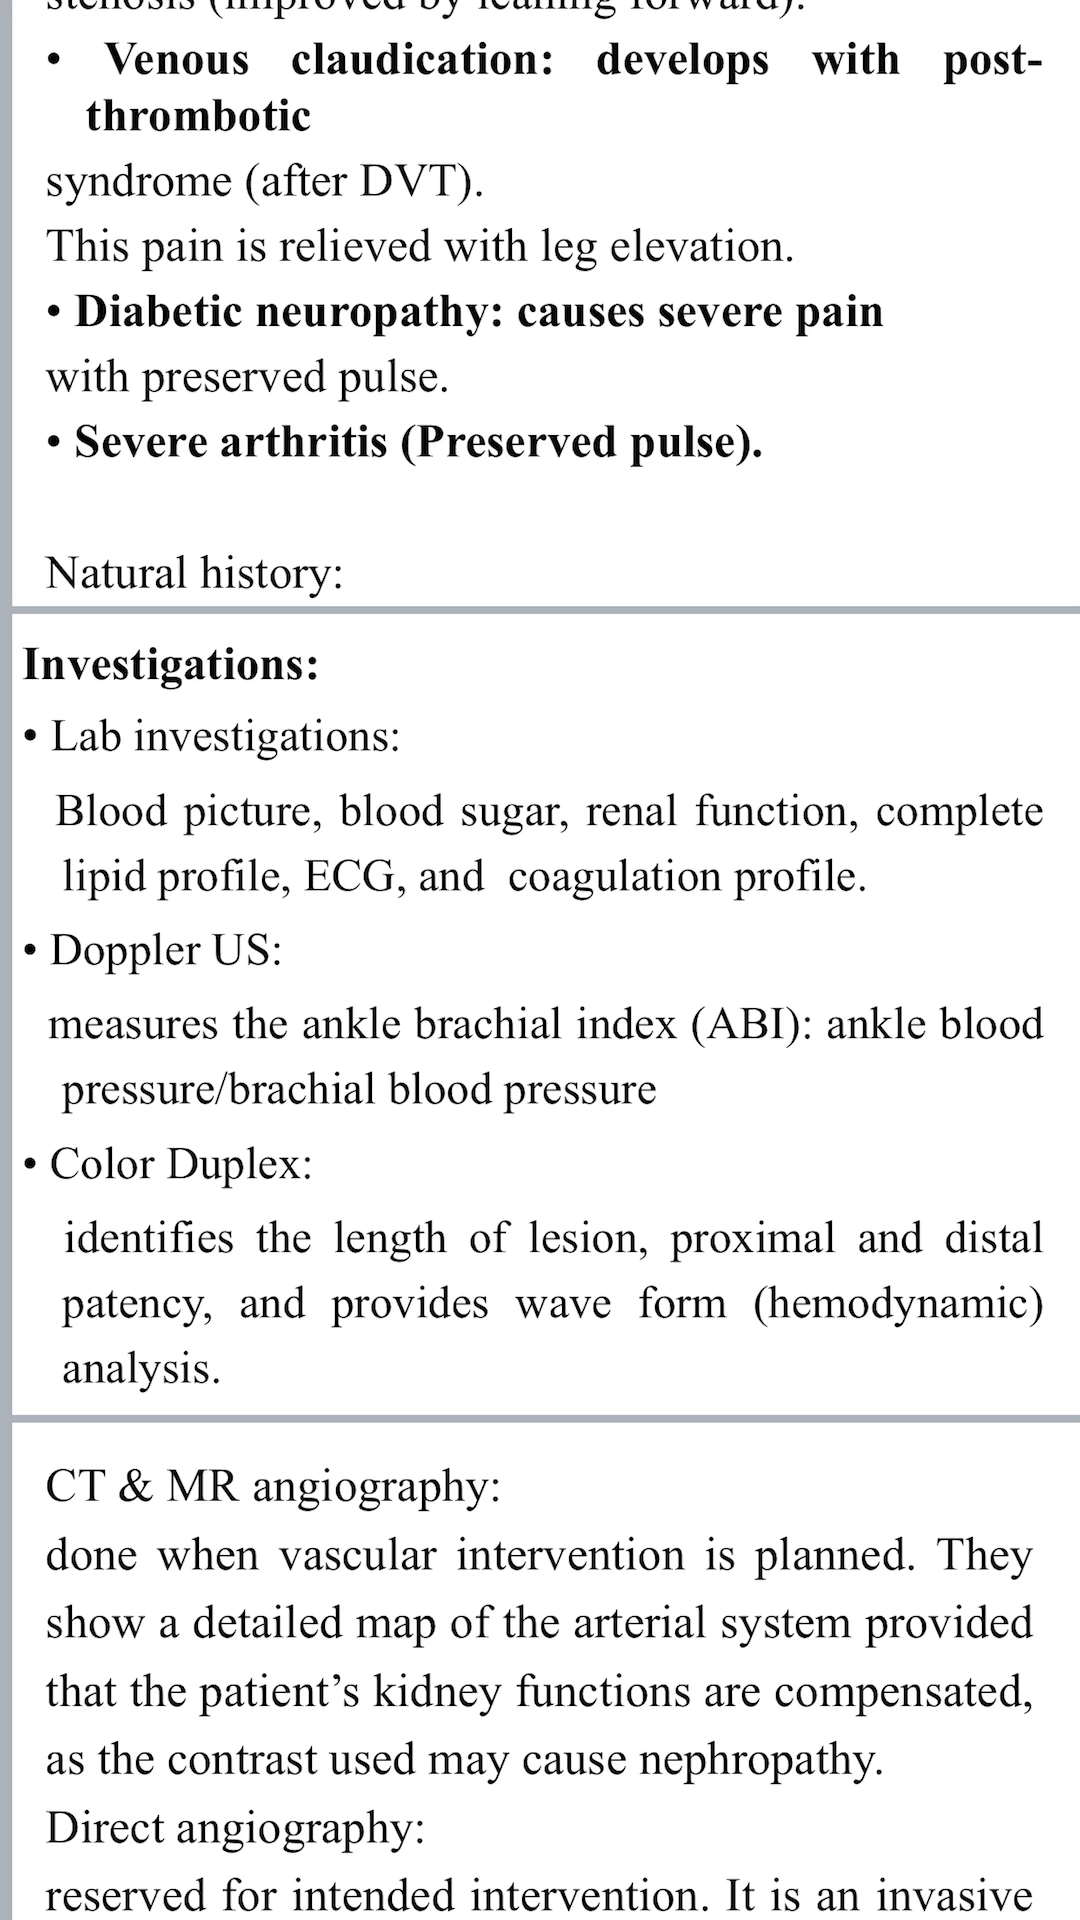 stenosis (improved by leaning forward).
• Venous claudication: develops with post-
thrombotic
syndrome (after DVT).
This pain is relieved with leg elevation.
• Diabetic neuropathy: causes severe pain
with preserved pulse.
• Severe arthritis (Preserved pulse).
Natural history:
Investigations:
• Lab investigations:
Blood picture, blood sugar, renal function, complete
lipid profile, ECG, and coagulation profile.
• Doppler US:
measures the ankle brachial index (ABI): ankle blood
pressure/brachial blood pressure
• Color Duplex:
identifies the length of lesion, proximal and distal
patency, and provides wave form (hemodynamic)
analysis.
CT & MR angiography:
done when vascular intervention is planned. They
show a detailed map of the arterial system provided
that the patient’s kidney functions are compensated,
as the contrast used may cause nephropathy.
Direct angiography:
reserved for intended intervention. It is an invasive